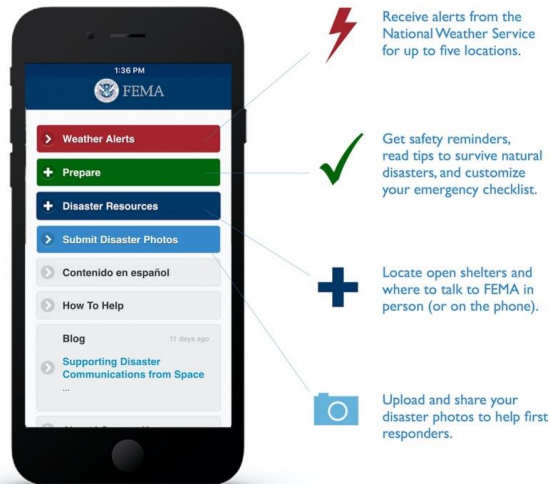 1:36 PM
FEMA
Weather Alerts
Prepare
Disaster Resources
Submit Disaster Photos
Contenido en español
How To Help
Blog 11 days ago
Supporting Disaster
Communications from Space
...
Receive alerts from the
National Weather Service
for up to five locations.
Get safety reminders,
read tips to survive natural
disasters, and customize
your emergency checklist.
Locate open shelters and
where to talk to FEMA in
person (or on the phone).
Upload and share your
disaster photos to help first
responders.